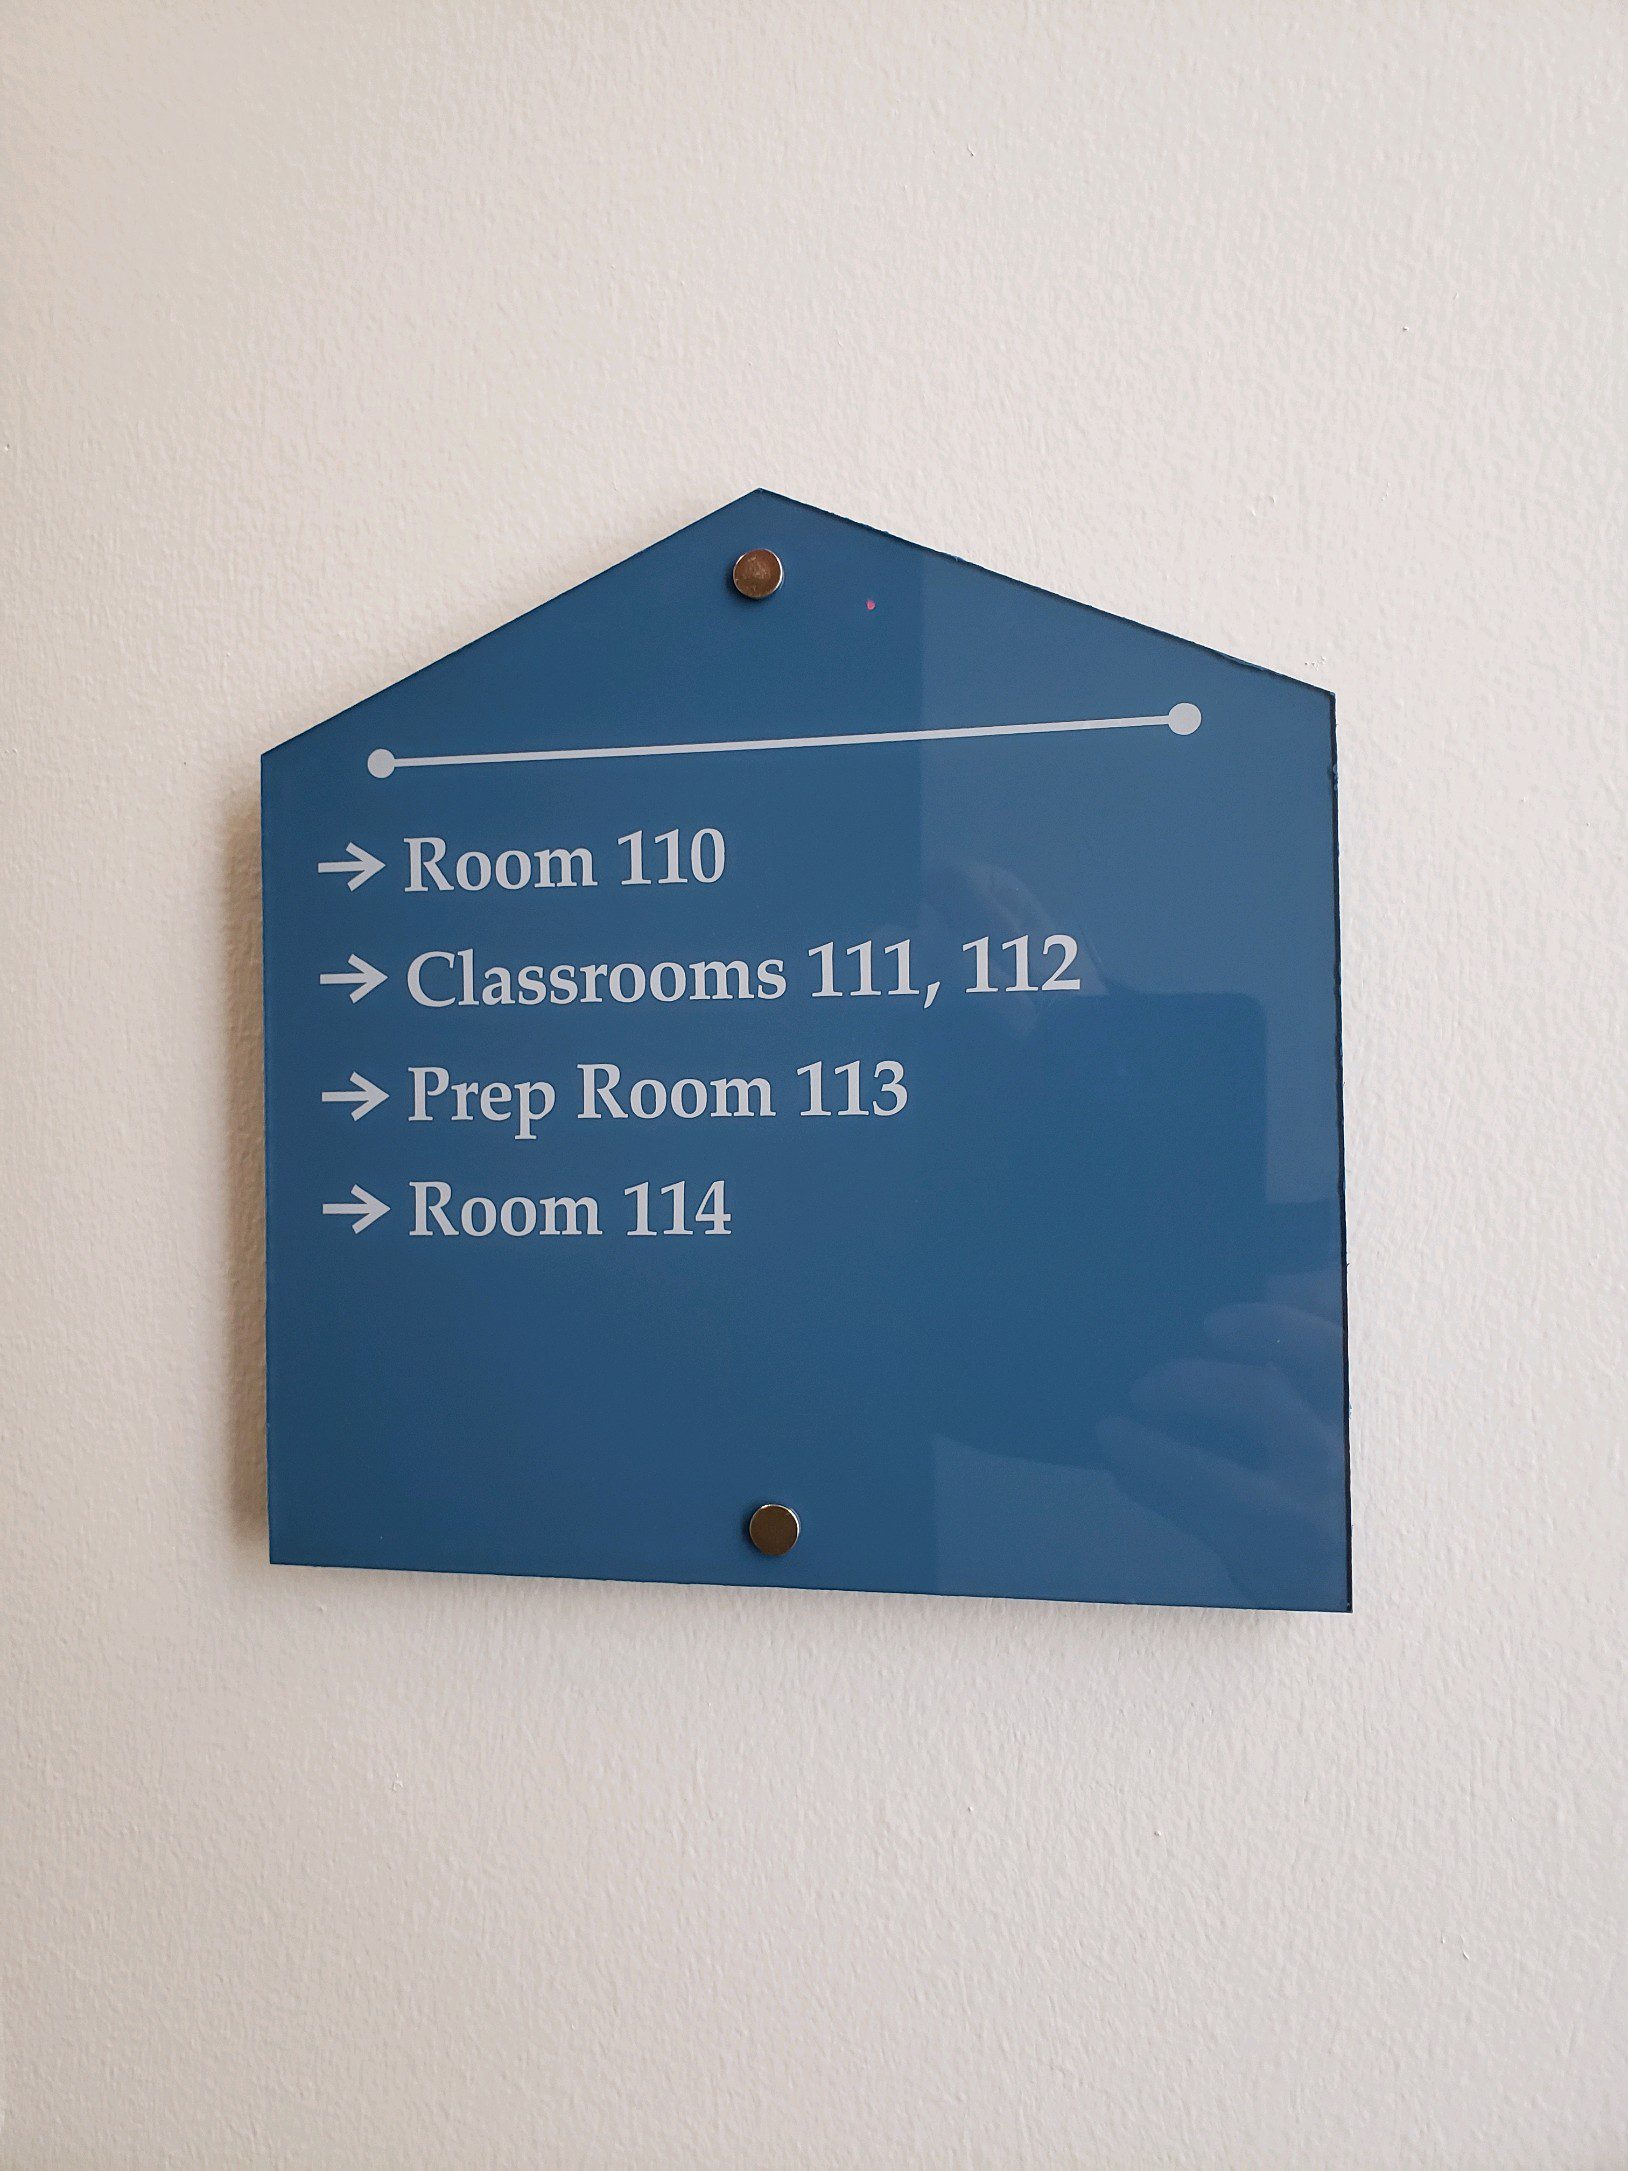 → Room 110
→ Classrooms 111, 112
→ Prep Room 113
→ Room 114